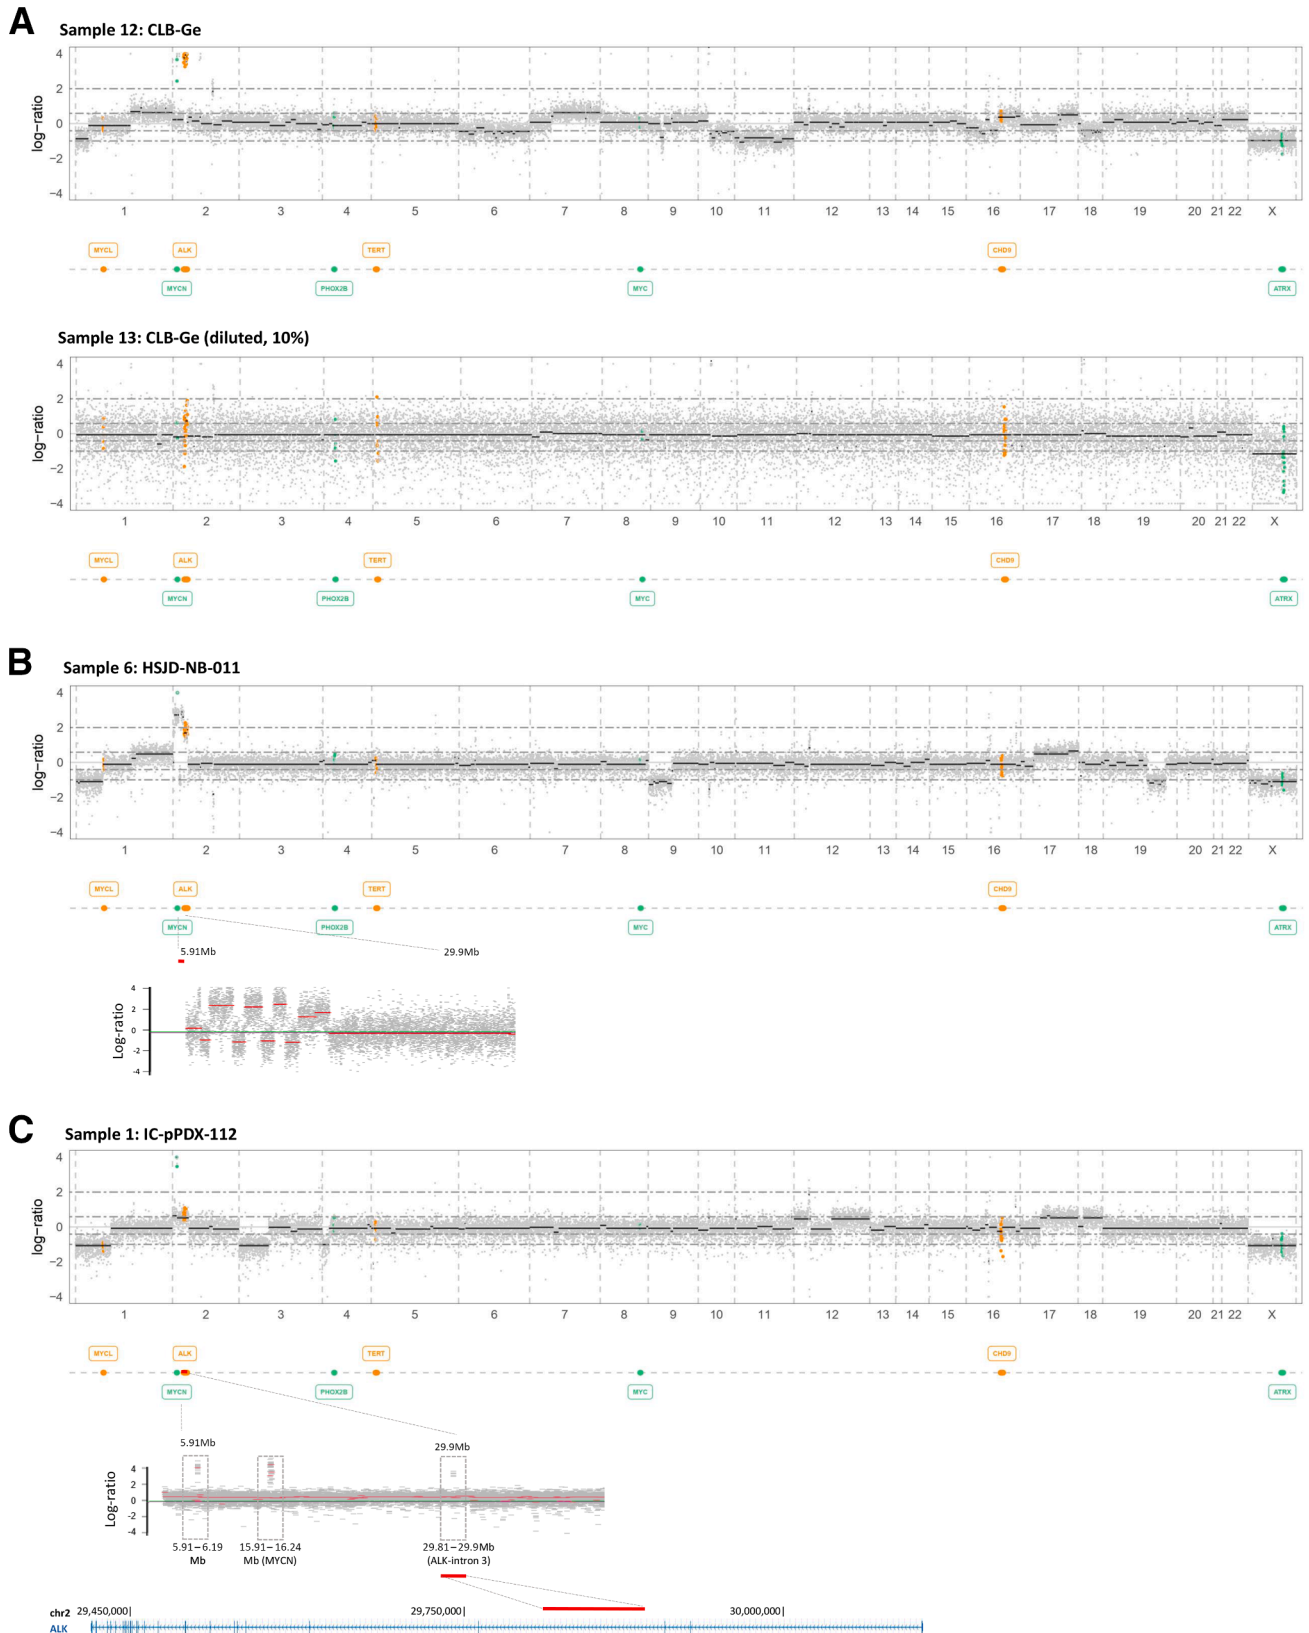 A
Sample 12: CLB-Ge
log-ratio
4
2
0
−2
−4
1 2 3 4 5 6 7 8 9 10 11 12 13 14 15 16 17 18 19 20 21 22 X
MYCL ALK TERT CHD9
MYCN PHOX2B MYC ATRX
Sample 13: CLB-Ge (diluted, 10%)
log-ratio
4
2
0
−2
−4
1 2 3 4 5 6 7 8 9 10 11 12 13 14 15 16 17 18 19 20 21 22 X
MYCL ALK TERT CHD9
MYCN PHOX2B MYC ATRX
B
Sample 6: HSJD-NB-011
log-ratio
4
2
0
−2
−4
1 2 3 4 5 6 7 8 9 10 11 12 13 14 15 16 17 18 19 20 21 22 X
MYCL ALK TERT CHD9
MYCN PHOX2B MYC ATRX
5.91Mb 29.9Mb
Log-ratio
4
2
0
-2
-4
C
Sample 1: IC-pPDX-112
log-ratio
4
2
0
−2
−4
1 2 3 4 5 6 7 8 9 10 11 12 13 14 15 16 17 18 19 20 21 22 X
MYCL ALK TERT CHD9
MYCN PHOX2B MYC ATRX
5.91Mb 29.9Mb
Log-ratio
4
2
0
-2
-4
5.91−6.19 15.91−16.24 29.81−29.9Mb
Mb Mb (MYCN) (ALK-intron 3)
chr2 29,450,000| 29,750,000| 30,000,000|
ALK